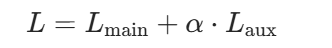 L = L_main + α · L_aux